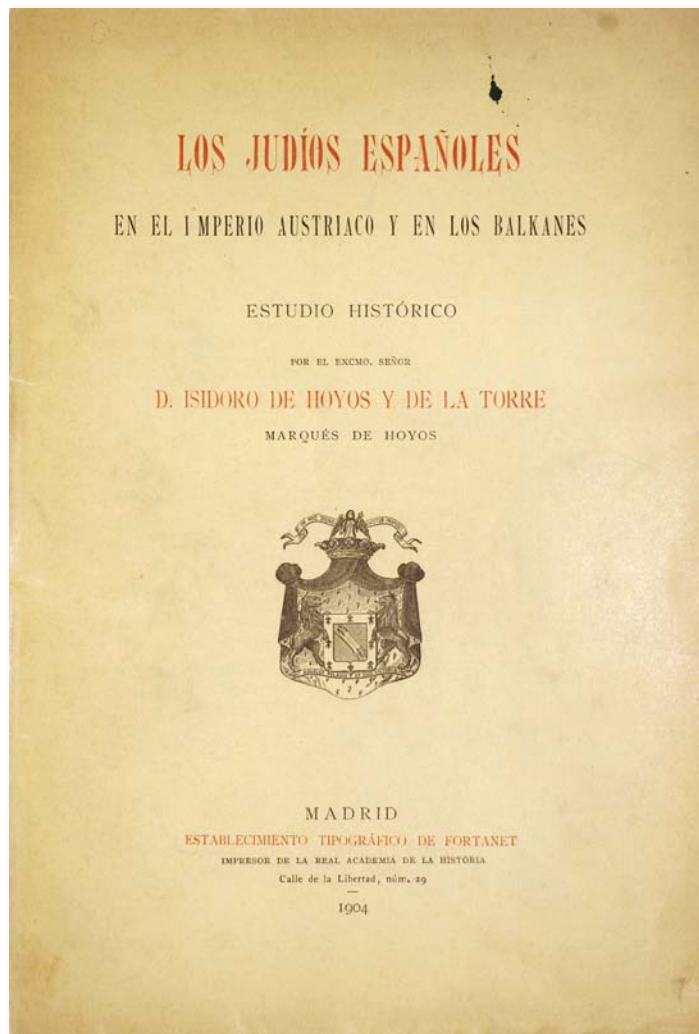 LOS JUDÍOS ESPAÑOLES
EN EL IMPERIO AUSTRIACO Y EN LOS BALKANES
ESTUDIO HISTÓRICO
POR EL EXCMO. SEÑOR
D. ISIDORO DE HOYOS Y DE LA TORRE
MARQUÉS DE HOYOS
MADRID
ESTABLECIMIENTO TIPOGRÁFICO DE FORTANET
IMPRESOR DE LA REAL ACADEMIA DE LA HISTORIA
Calle de la Libertad, núm. 29
1904